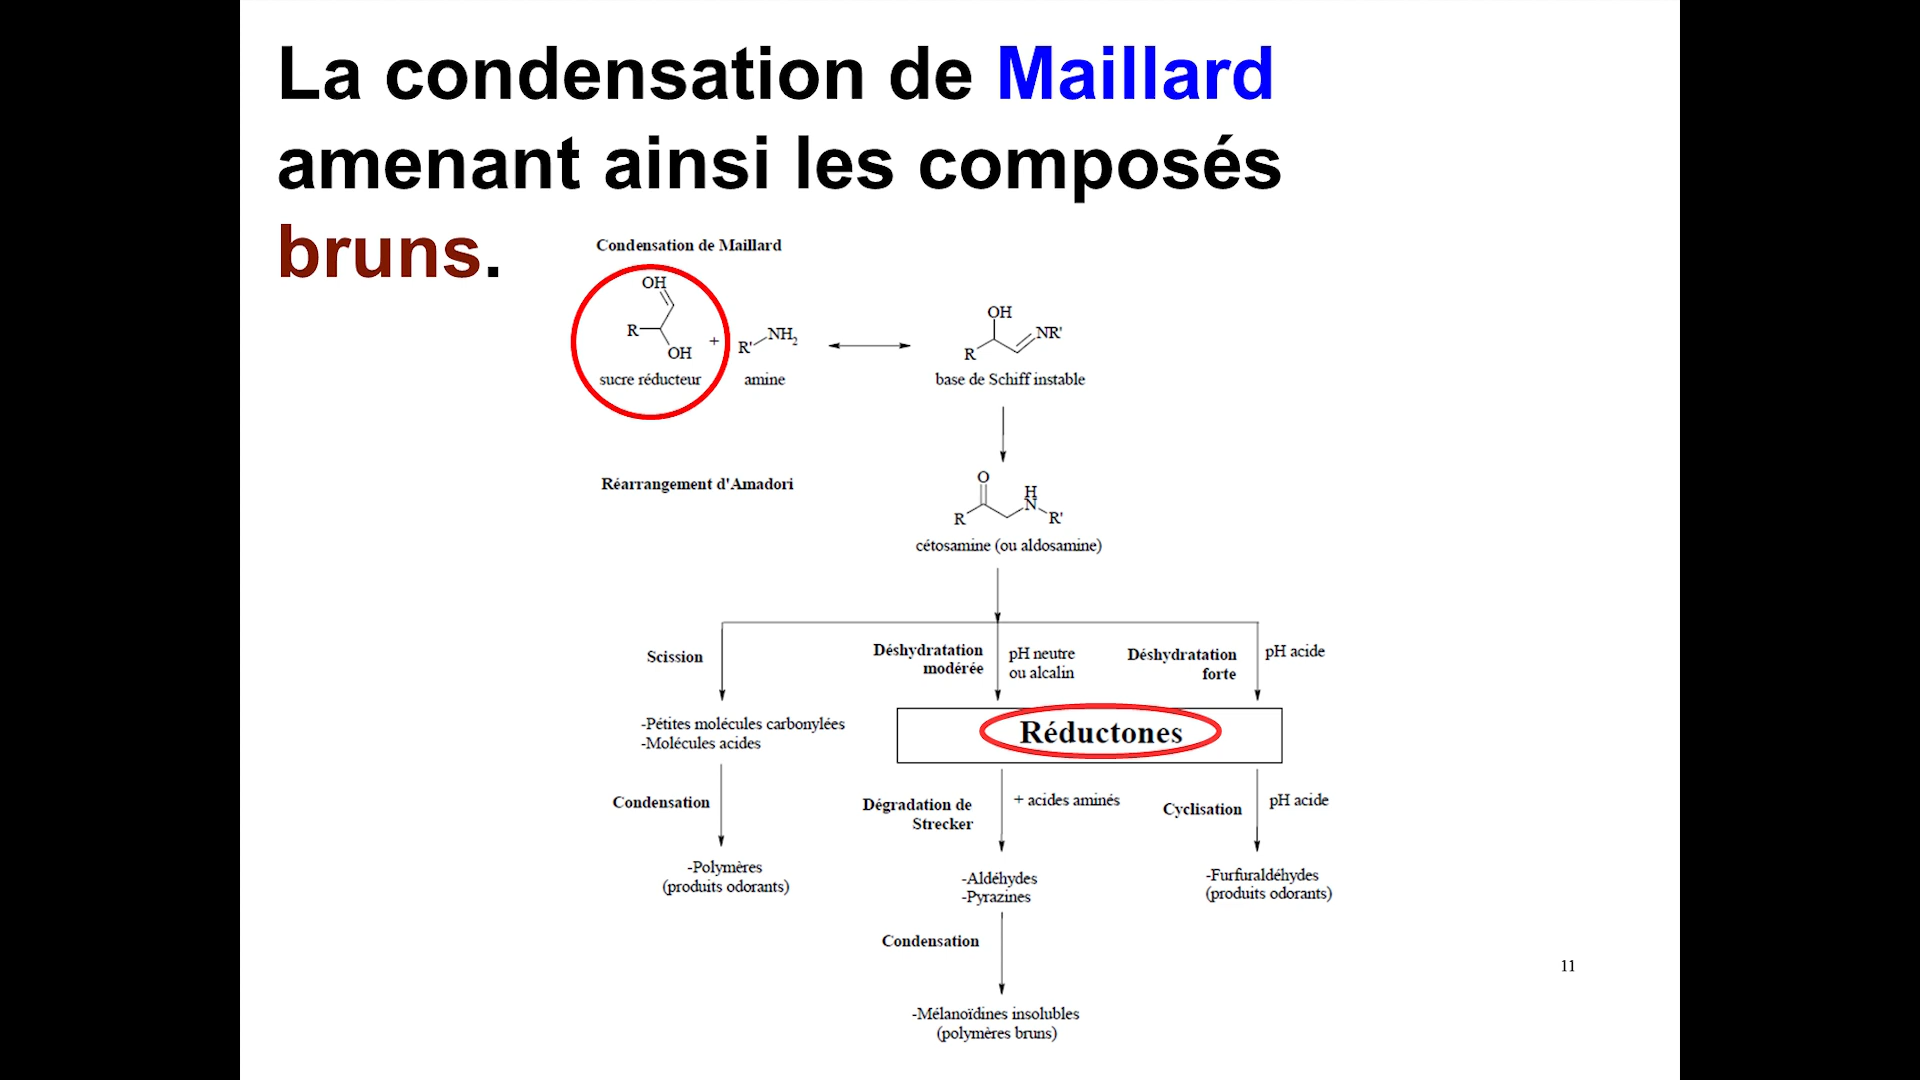 La condensation de Maillard
amenant ainsi les composés
bruns.
Condensation de Maillard
OH
R
OH
sucre réducteur
+
R'
NH2
amine
OH
NR'
R
base de Schiff instable
Réarrangement d'Amadori
O
H
N
R
R'
cétosamine (ou aldosamine)
Scission
Déshydratation
modérée
pH neutre
ou alcalin
Déshydratation
forte
pH acide
-Pétites molécules carbonylées
-Molécules acides
Réductones
Condensation
Dégradation de
Strecker
+ acides aminés
Cyclisation
pH acide
-Polymères
(produits odorants)
-Aldéhydes
-Pyrazines
-Furfuraldéhydes
(produits odorants)
Condensation
11
-Mélanoïdines insolubles
(polymères bruns)